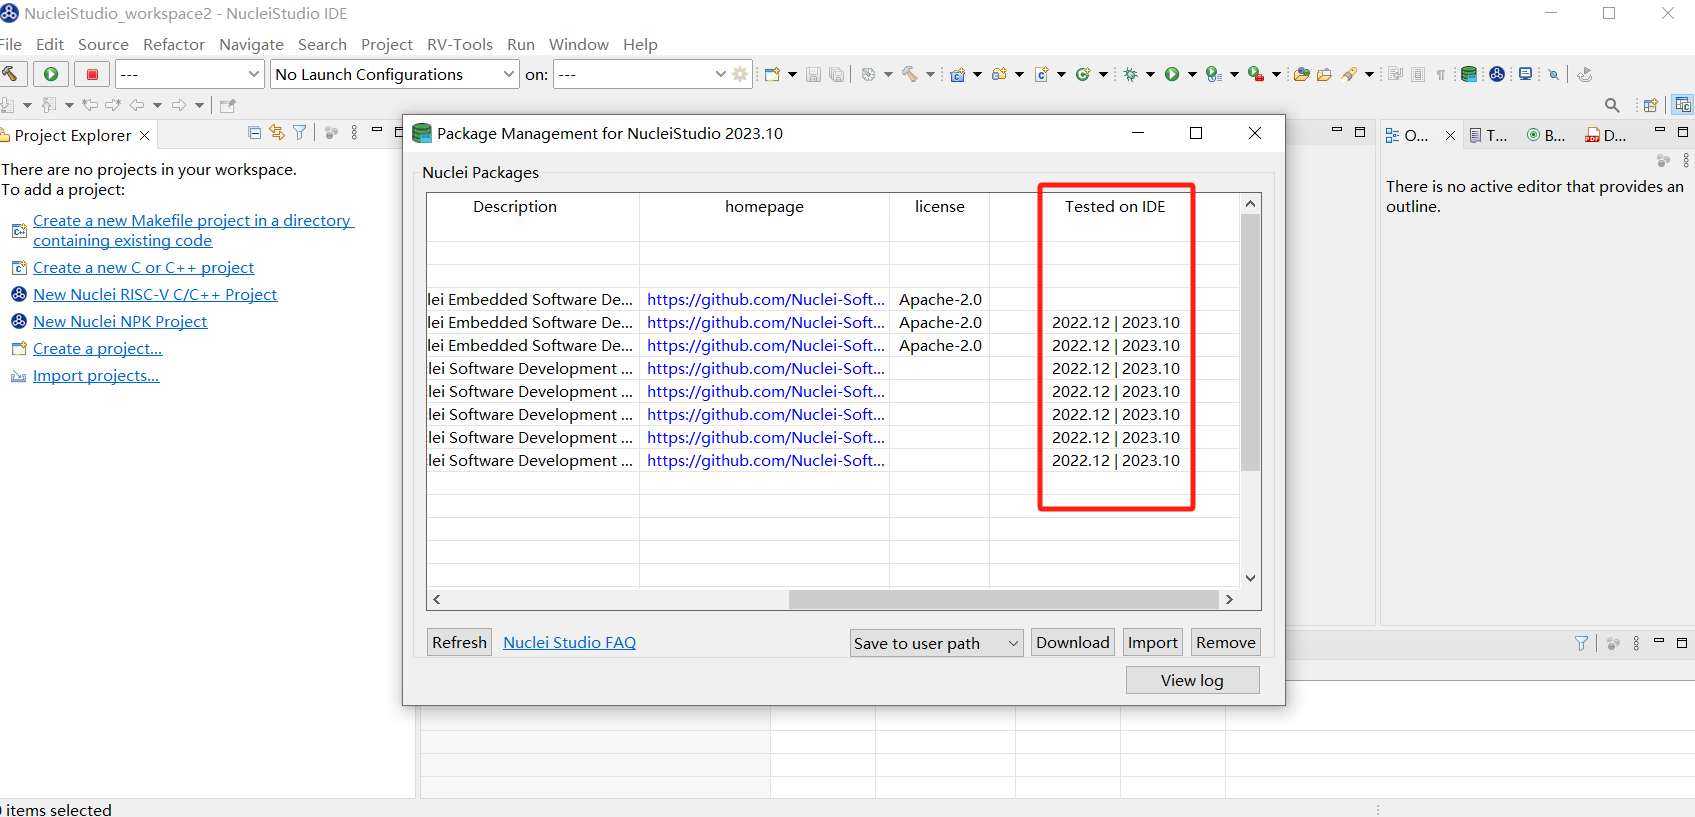 NucleiStudio_workspace2 - NucleiStudio IDE
File Edit Source Refactor Navigate Search Project RV-Tools Run Window Help
--- No Launch Configurations on: ---
Project Explorer
There are no projects in your workspace.
To add a project:
Create a new Makefile project in a directory
containing existing code
Create a new C or C++ project
New Nuclei RISC-V C/C++ Project
New Nuclei NPK Project
Create a project...
Import projects...
Package Management for NucleiStudio 2023.10
Nuclei Packages
Description homepage license Tested on IDE
lei Embedded Software De... https://github.com/Nuclei-Soft... Apache-2.0
lei Embedded Software De... https://github.com/Nuclei-Soft... Apache-2.0 2022.12 | 2023.10
lei Embedded Software De... https://github.com/Nuclei-Soft... Apache-2.0 2022.12 | 2023.10
lei Software Development ... https://github.com/Nuclei-Soft... 2022.12 | 2023.10
lei Software Development ... https://github.com/Nuclei-Soft... 2022.12 | 2023.10
lei Software Development ... https://github.com/Nuclei-Soft... 2022.12 | 2023.10
lei Software Development ... https://github.com/Nuclei-Soft... 2022.12 | 2023.10
lei Software Development ... https://github.com/Nuclei-Soft... 2022.12 | 2023.10
Refresh Nuclei Studio FAQ Save to user path Download Import Remove
View log
O... T... B... D...
There is no active editor that provides an
outline.
0 items selected